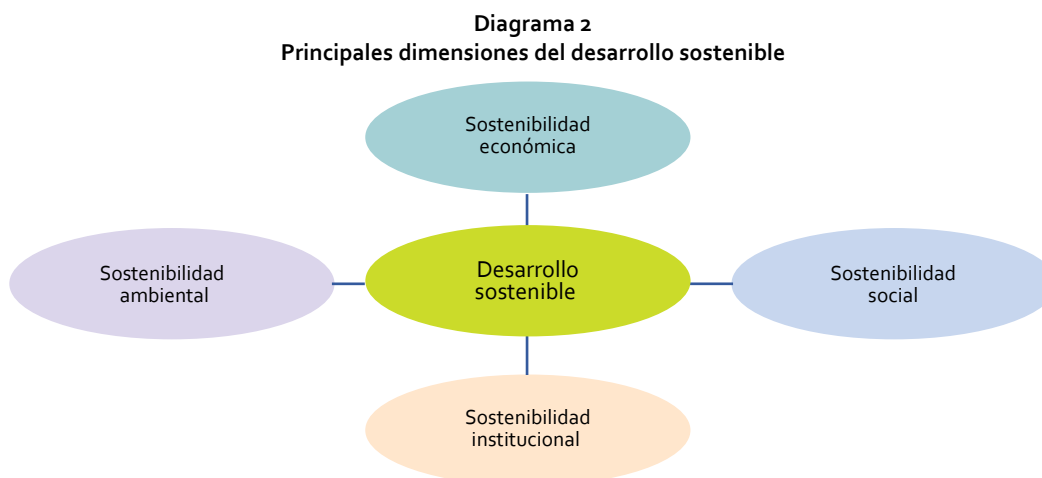 Diagrama 2
Principales dimensiones del desarrollo sostenible
Sostenibilidad
económica
Sostenibilidad
ambiental
Desarrollo
sostenible
Sostenibilidad
social
Sostenibilidad
institucional